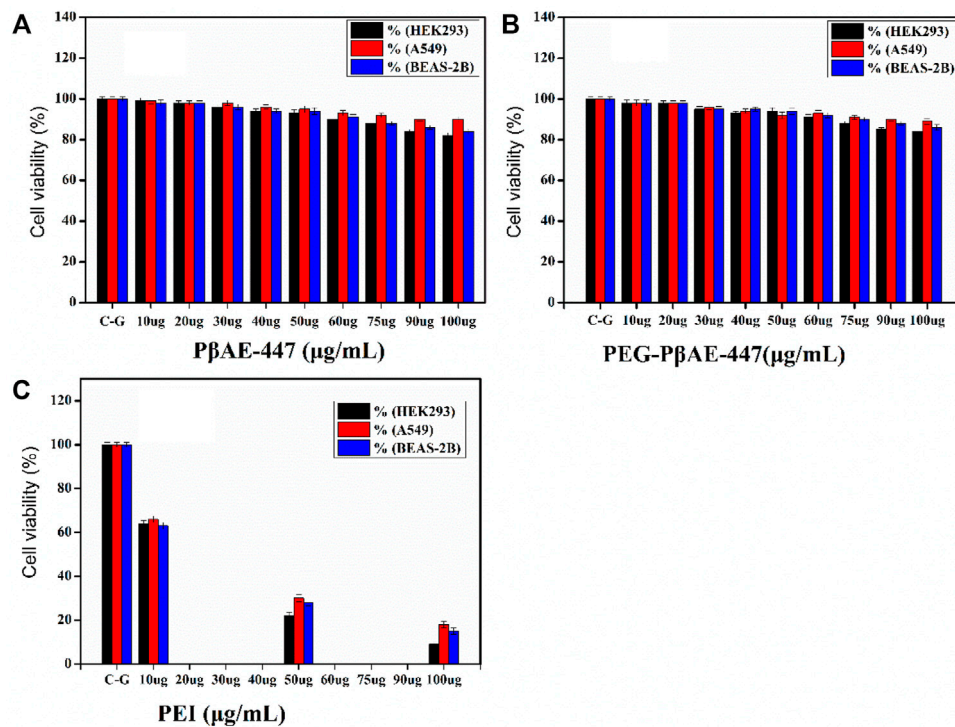 A
% (HEK293)
% (A549)
% (BEAS-2B)
140
120
100
80
60
40
20
0
Cell viability (%)
C-G 10ug 20ug 30ug 40ug 50ug 60ug 75ug 90ug 100ug
PβAE-447 (μg/mL)
B
% (HEK293)
% (A549)
% (BEAS-2B)
140
120
100
80
60
40
20
0
Cell viability (%)
C-G 10ug 20ug 30ug 40ug 50ug 60ug 75ug 90ug 100ug
PEG-PβAE-447(μg/mL)
C
% (HEK293)
% (A549)
% (BEAS-2B)
120
100
80
60
40
20
0
Cell viability (%)
C-G 10ug 20ug 30ug 40ug 50ug 60ug 75ug 90ug 100ug
PEI (μg/mL)